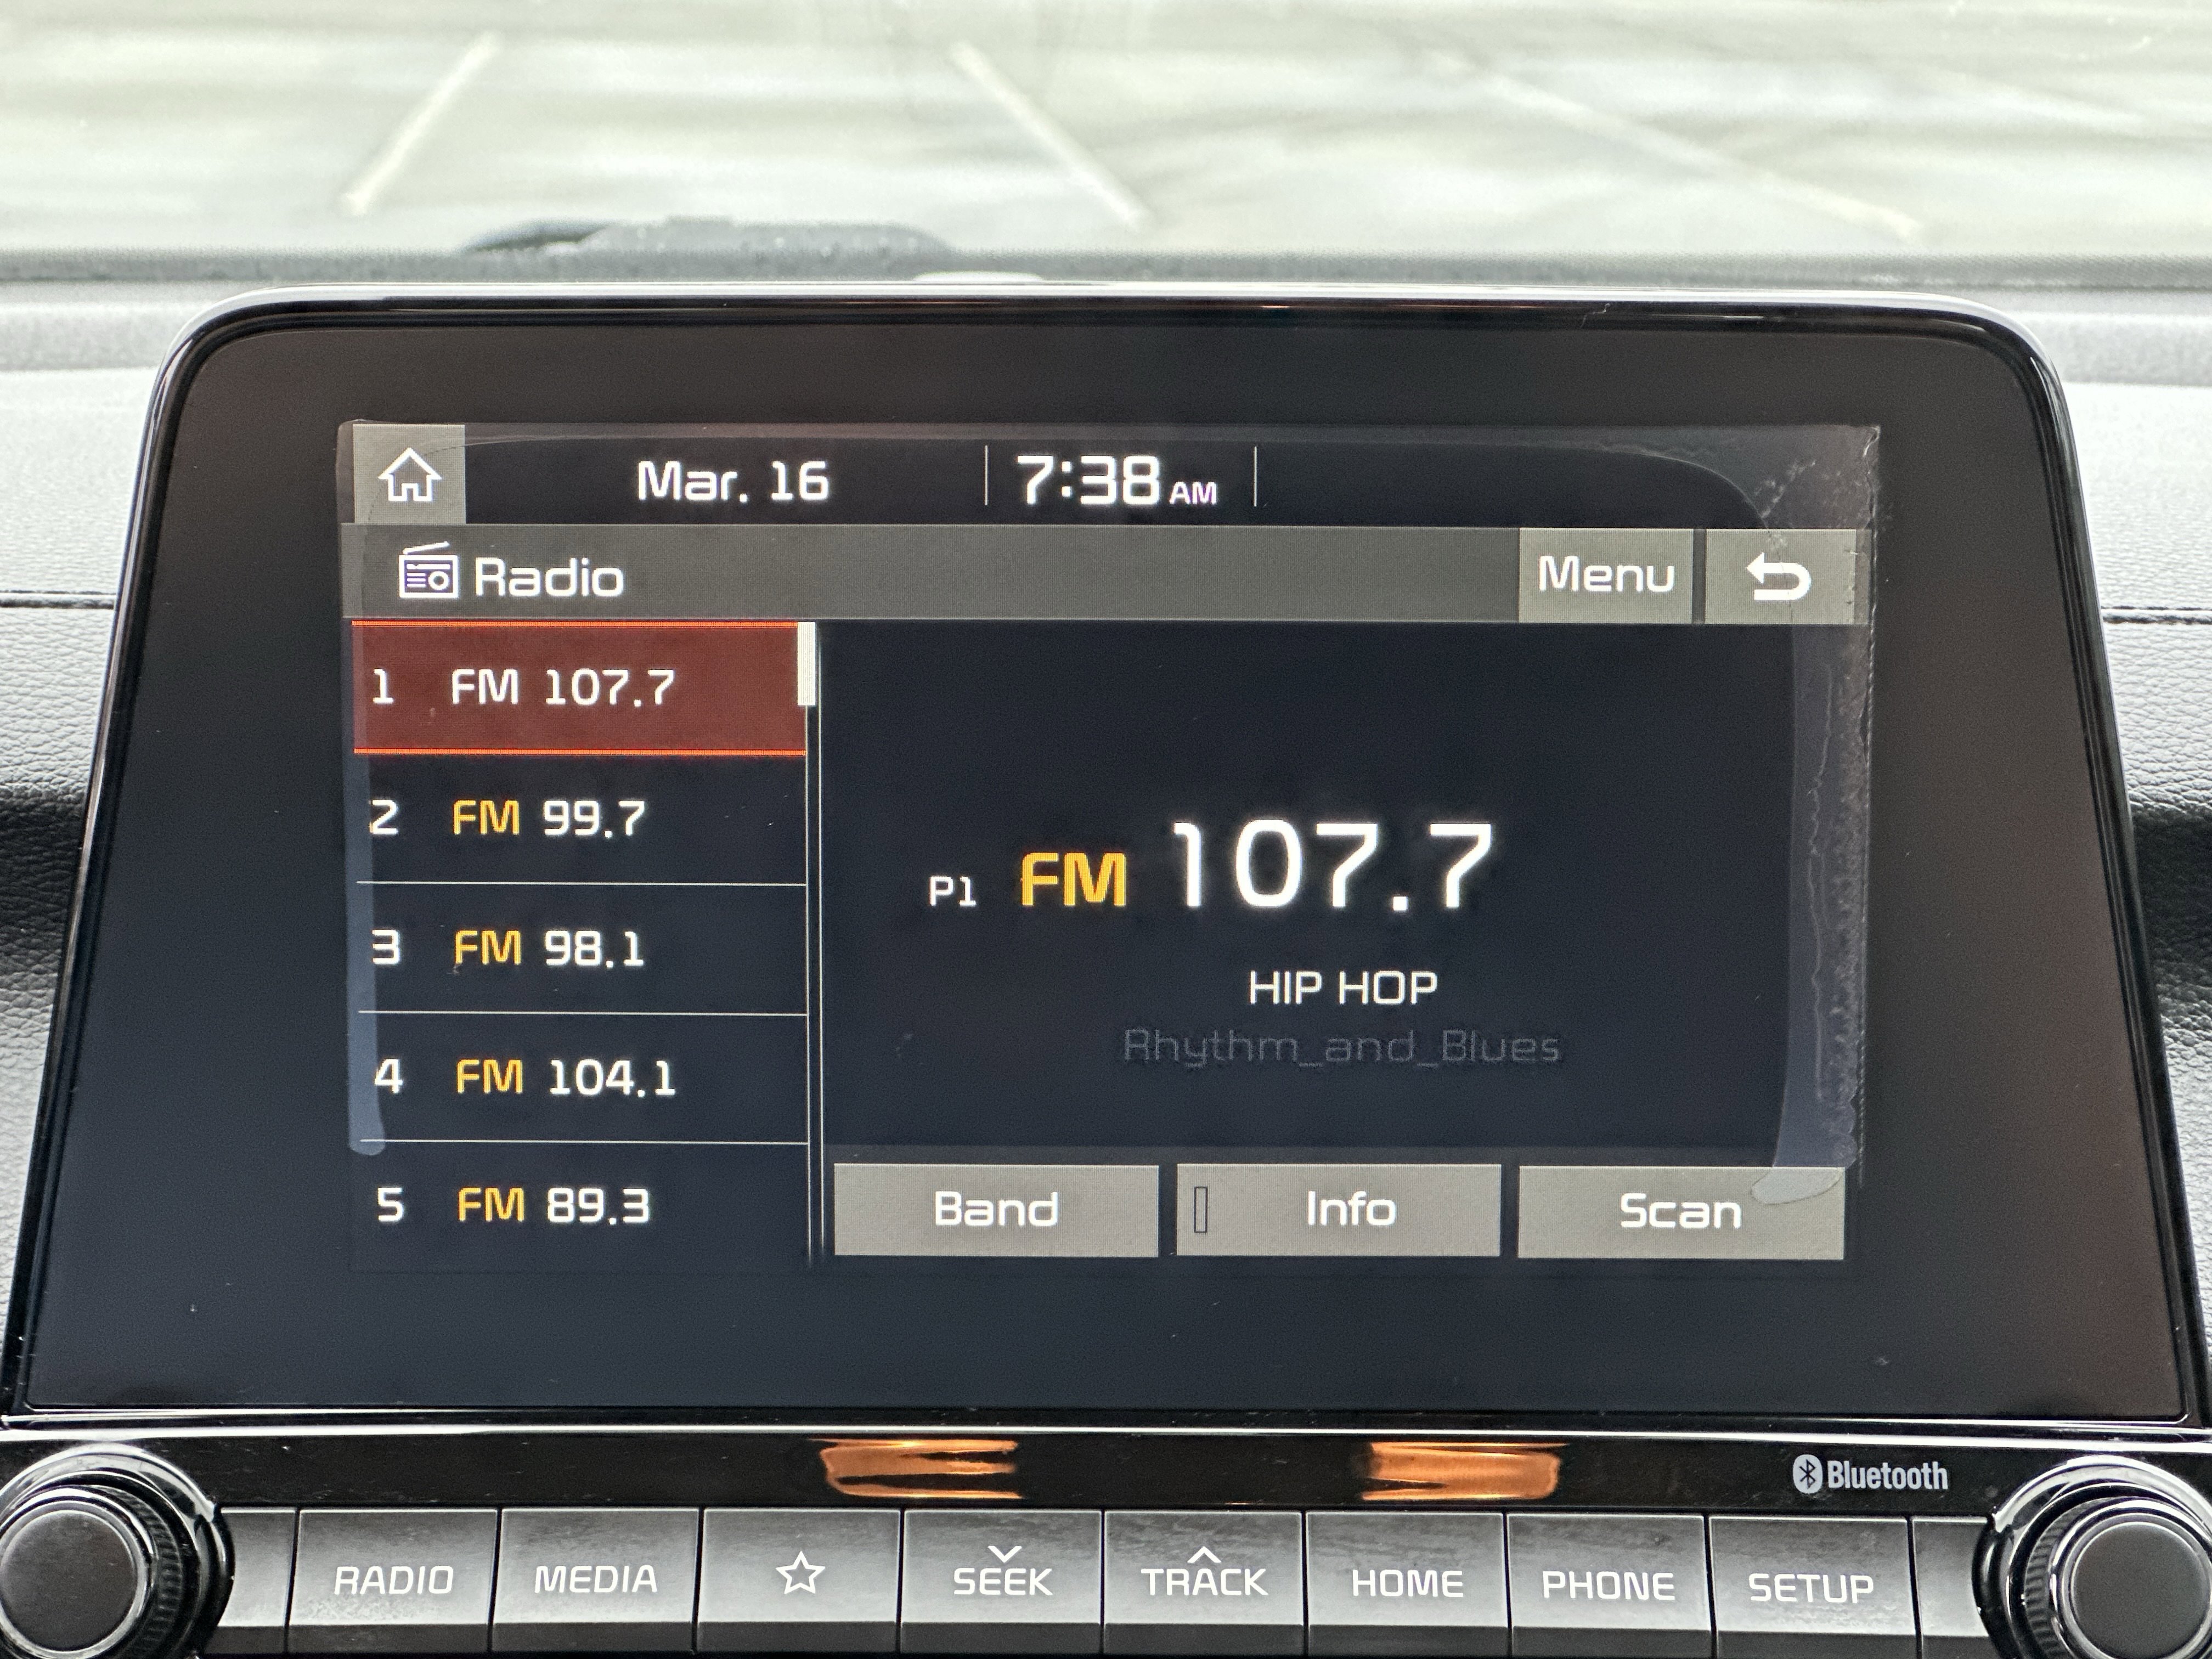 Mar. 16 7:38 AM
Radio Menu
1 FM 107.7
2 FM 99.7
3 FM 98.1
4 FM 104.1
5 FM 89.3
P1 FM 107.7
HIP HOP
Rhythm_and_Blues
Band Info Scan
Bluetooth
RADIO MEDIA SEEK TRACK HOME PHONE SETUP